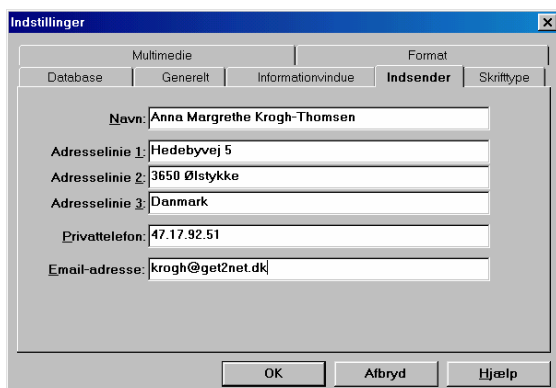 Indstillinger
Multimedie Format
Database Generelt Informationvindue Indsender Skrifttype
Navn: Anna Margrethe Krogh-Thomsen
Adresselinie 1: Hedebyvej 5
Adresselinie 2: 3650 Ølstykke
Adresselinie 3: Danmark
Privattelefon: 47.17.92.51
Email-adresse: krogh@get2net.dk
OK Afbryd Hjælp